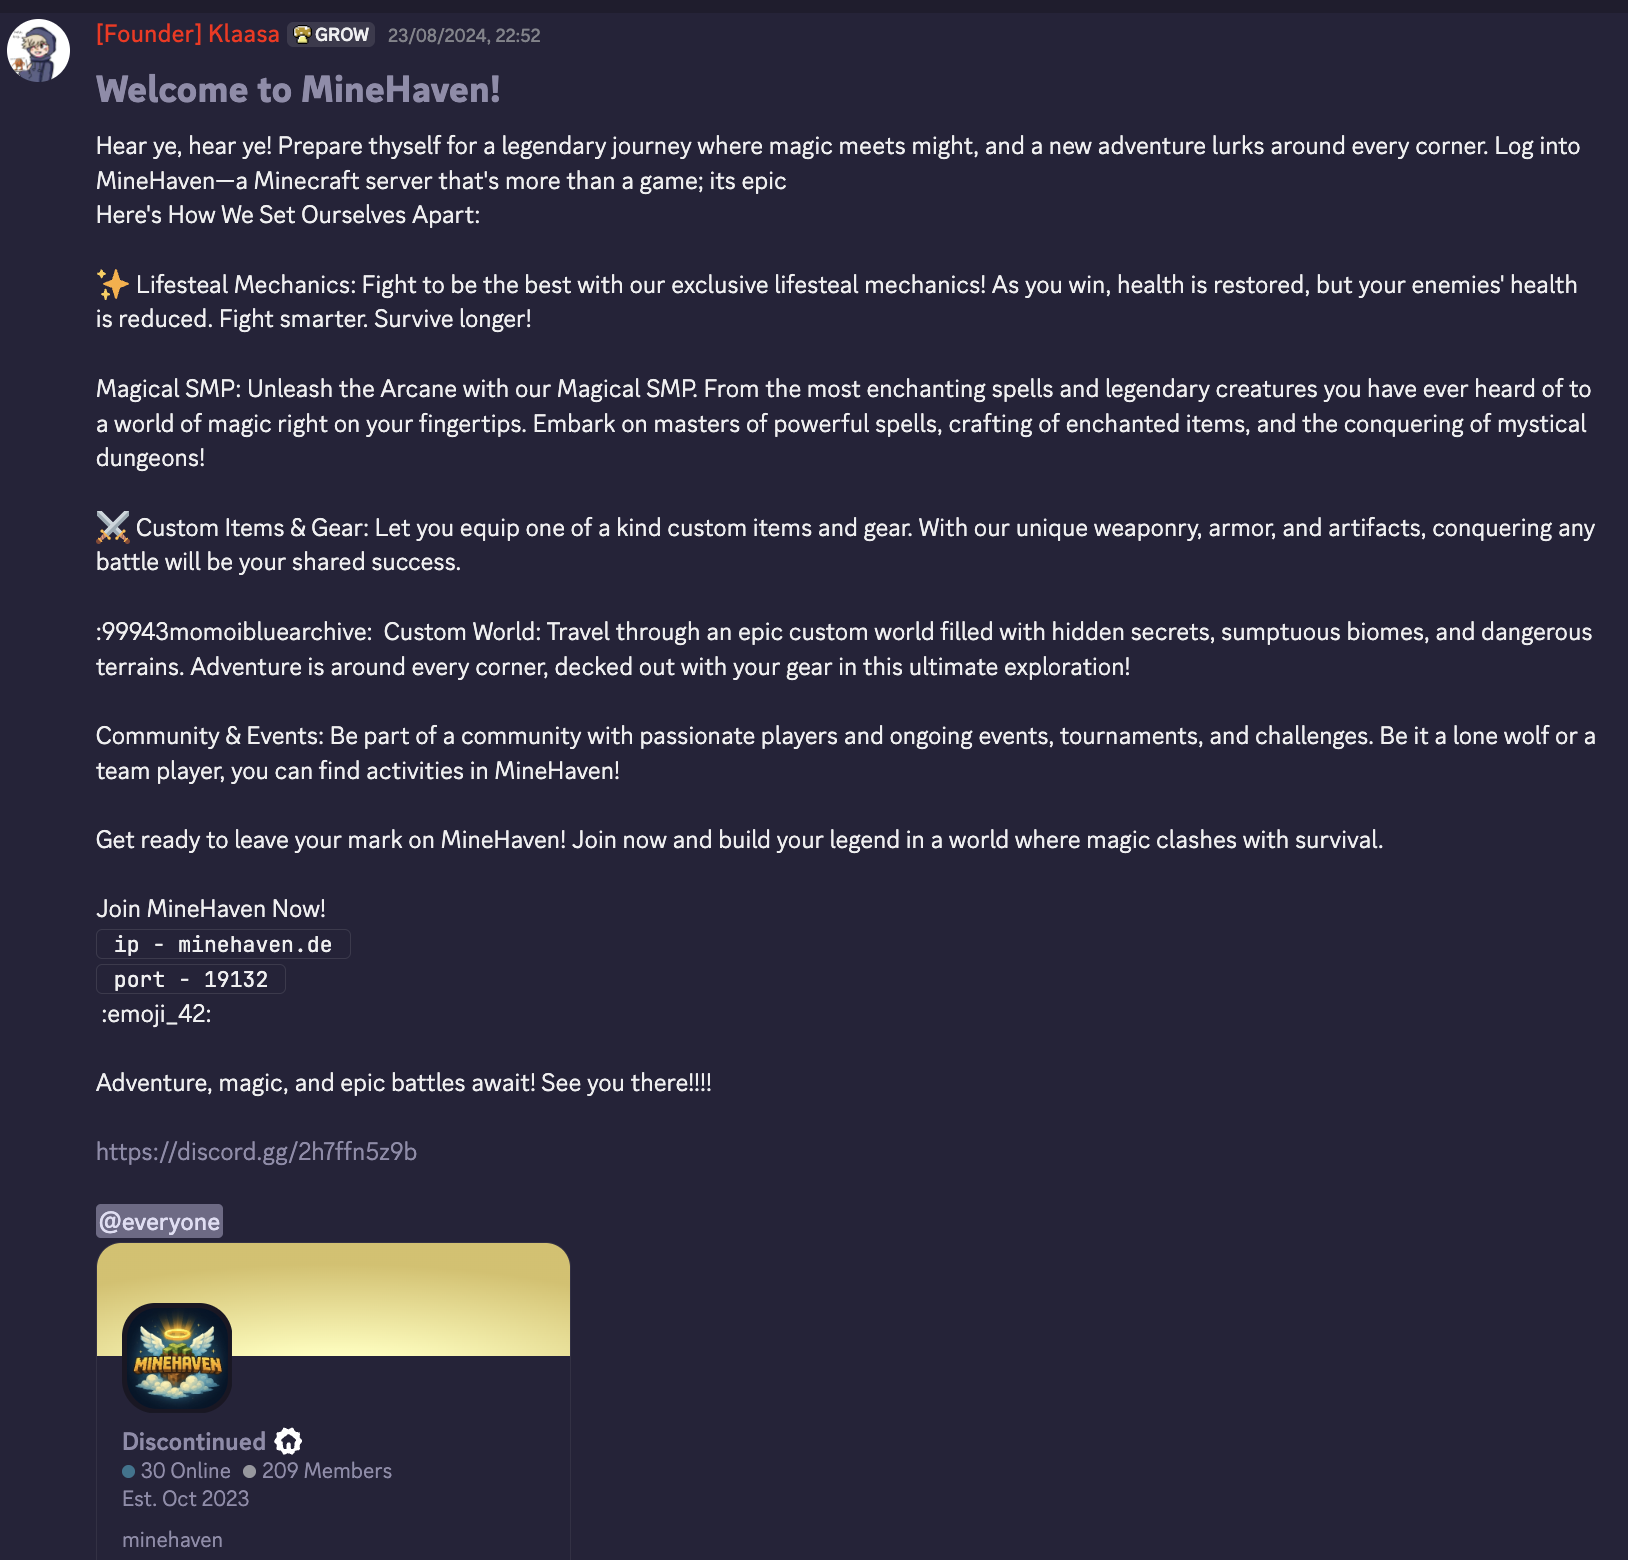 [Founder] Klaasa GROW 23/08/2024, 22:52
Welcome to MineHaven!
Hear ye, hear ye! Prepare thyself for a legendary journey where magic meets might, and a new adventure lurks around every corner. Log into
MineHaven—a Minecraft server that's more than a game; its epic
Here's How We Set Ourselves Apart:
✨ Lifesteal Mechanics: Fight to be the best with our exclusive lifesteal mechanics! As you win, health is restored, but your enemies' health
is reduced. Fight smarter. Survive longer!
Magical SMP: Unleash the Arcane with our Magical SMP. From the most enchanting spells and legendary creatures you have ever heard of to
a world of magic right on your fingertips. Embark on masters of powerful spells, crafting of enchanted items, and the conquering of mystical
dungeons!
⚔️ Custom Items & Gear: Let you equip one of a kind custom items and gear. With our unique weaponry, armor, and artifacts, conquering any
battle will be your shared success.
:99943momoibluearchive:  Custom World: Travel through an epic custom world filled with hidden secrets, sumptuous biomes, and dangerous
terrains. Adventure is around every corner, decked out with your gear in this ultimate exploration!
Community & Events: Be part of a community with passionate players and ongoing events, tournaments, and challenges. Be it a lone wolf or a
team player, you can find activities in MineHaven!
Get ready to leave your mark on MineHaven! Join now and build your legend in a world where magic clashes with survival.
Join MineHaven Now!
ip - minehaven.de
port - 19132
:emoji_42:
Adventure, magic, and epic battles await! See you there!!!!
https://discord.gg/2h7ffn5z9b
@everyone
MINEHAVEN
Discontinued
30 Online 209 Members
Est. Oct 2023
minehaven